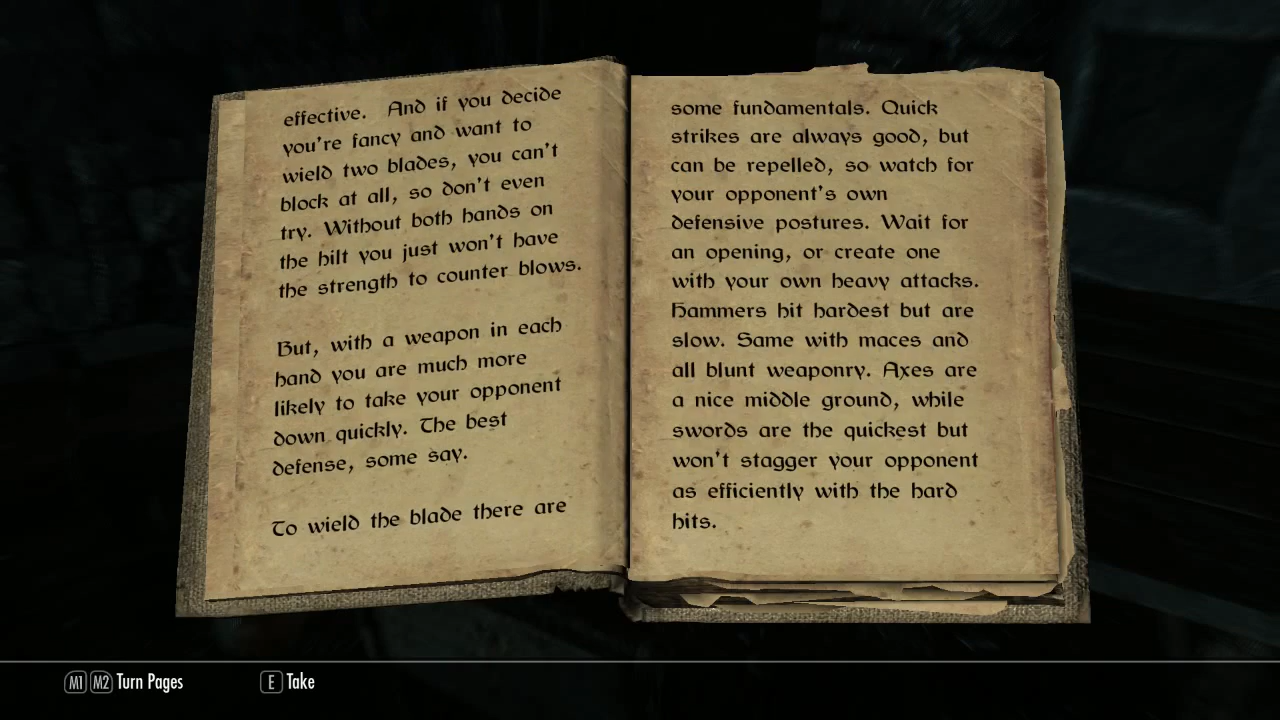 effective.  And if you decide
you're fancy and want to
wield two blades, you can't
block at all, so don't even
try. Without both hands on
the hilt you just won't have
the strength to counter blows.
But, with a weapon in each
hand you are much more
likely to take your opponent
down quickly. The best
defense, some say.
To wield the blade there are
some fundamentals. Quick
strikes are always good, but
can be repelled, so watch for
your opponent's own
defensive postures. Wait for
an opening, or create one
with your own heavy attacks.
Hammers hit hardest but are
slow. Same with maces and
all blunt weaponry. Axes are
a nice middle ground, while
swords are the quickest but
won't stagger your opponent
as efficiently with the hard
hits.
M1 M2 Turn Pages E Take